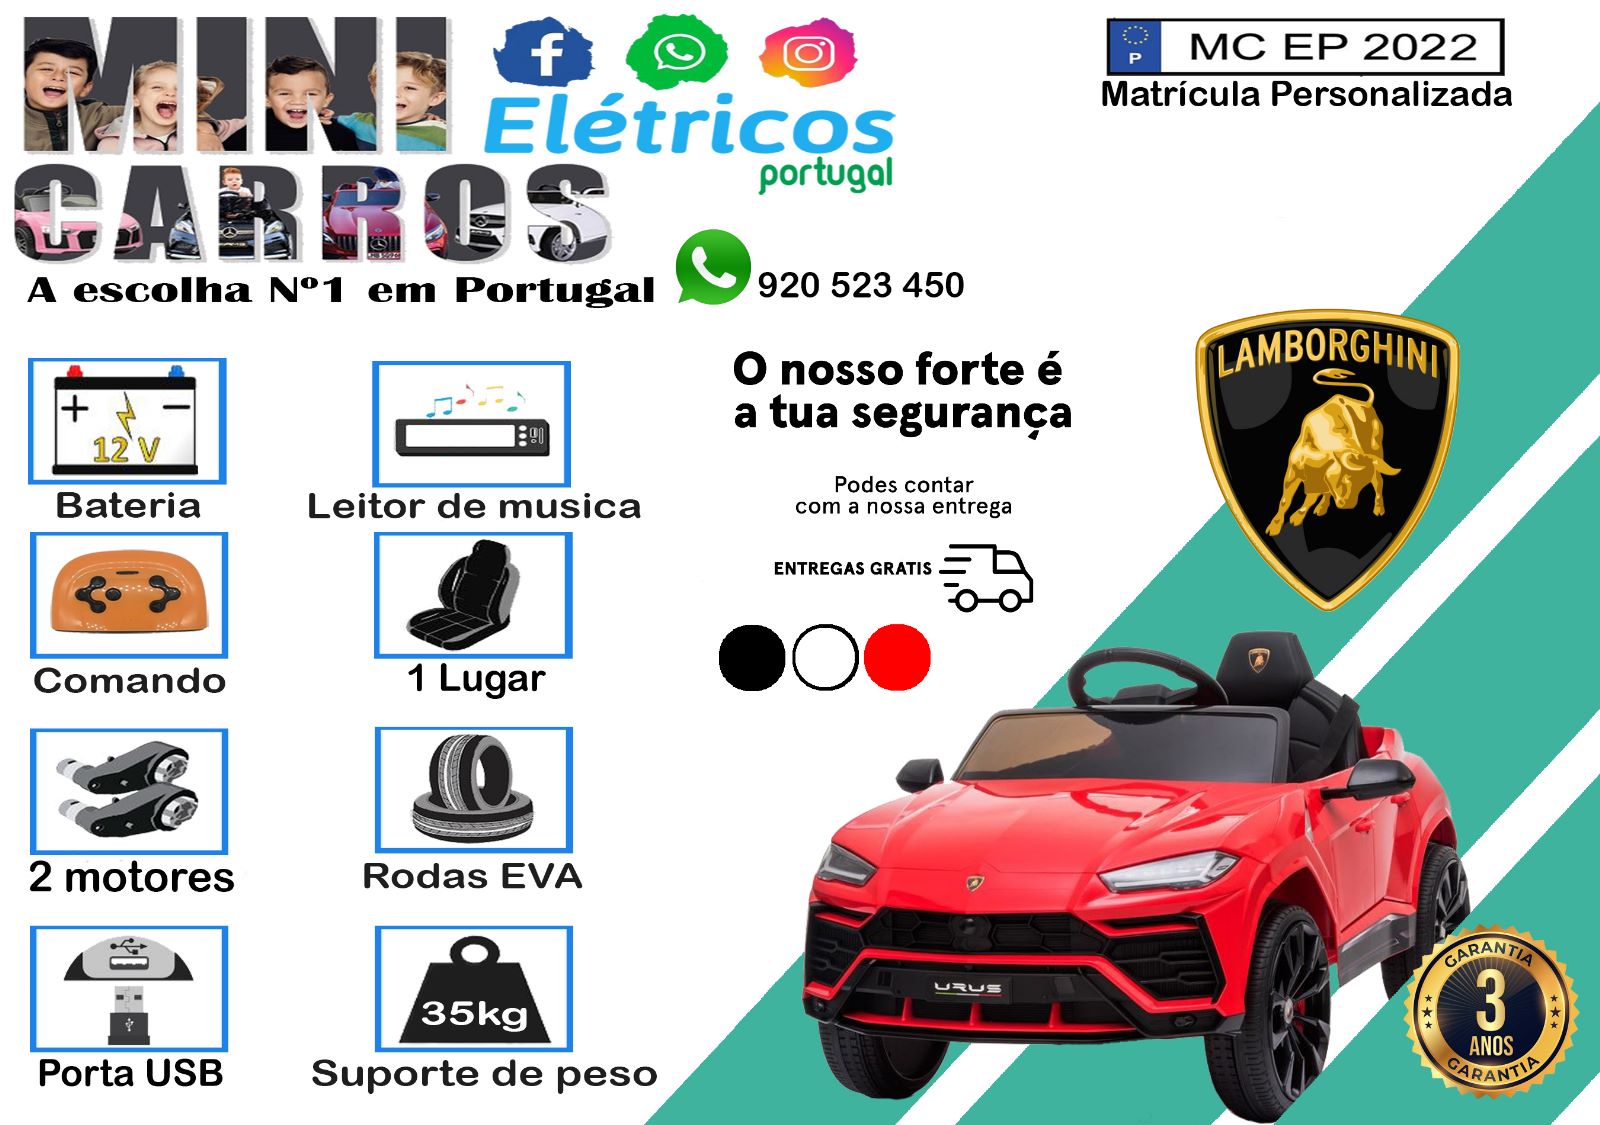 MINI
CARROS
Elétricos
portugal
A escolha Nº1 em Portugal
920 523 450
P
MC EP 2022
Matrícula Personalizada
12 V
Bateria
Leitor de musica
Comando
1 Lugar
2 motores
Rodas EVA
Porta USB
35kg
Suporte de peso
O nosso forte é
a tua segurança
Podes contar
com a nossa entrega
ENTREGAS GRATIS
LAMBORGHINI
URUS
GARANTIA
3
ANOS
GARANTIA